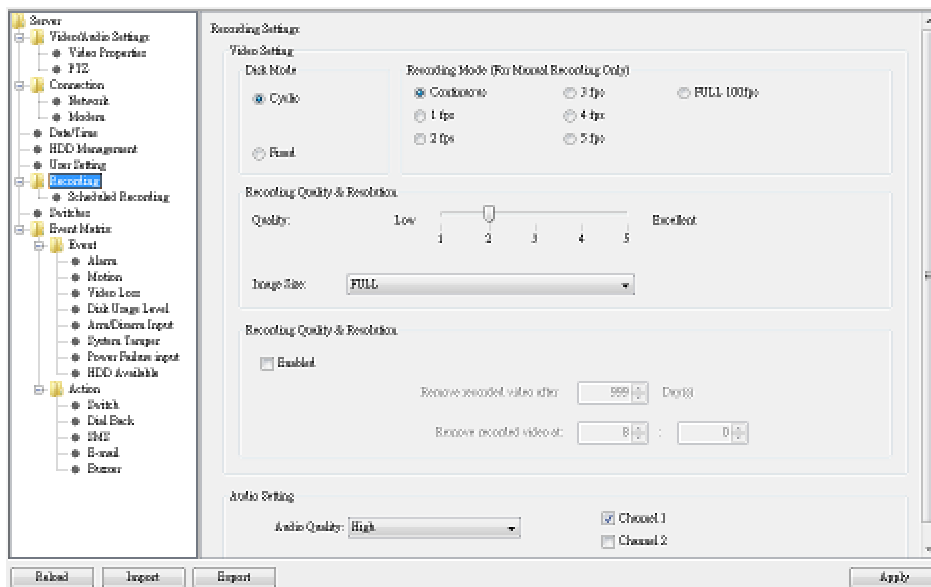 Server
Video/Audio Settings
Video Properties
PTZ
Connection
Network
Modem
Date/Time
HDD Management
User Setting
Recording
Scheduled Recording
Switches
Event Matrix
Event
Alarm
Motion
Video Loss
Disk Usage Level
Arm/Disarm Input
System Tamper
Power Failure input
HDD Available
Action
Switch
Dial Back
SMS
E-mail
Buzzer
Recording Settings
Video Setting
Disk Mode
Cyclic
Fixed
Recording Mode (For Manual Recording Only)
Continuous 3 fps FULL 100fps
1 fps 4 fps
2 fps 5 fps
Recording Quality & Resolution
Quality: Low Excellent
1 2 3 4 5
Image Size: FULL
Recording Quality & Resolution
Enabled
Remove recorded video after 999 Day(s)
Remove recorded video at: 8 : 0
Audio Setting
Audio Quality: High Channel 1
Channel 2
Reload Import Export Apply